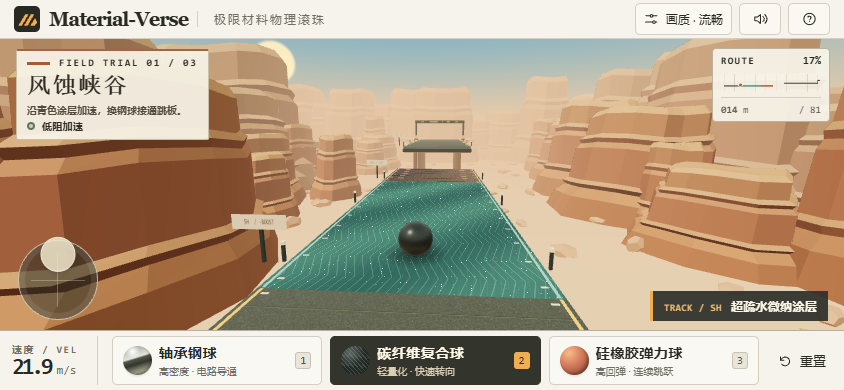 Material-Verse
极限材料物理滚珠
画质 · 流畅
FIELD TRIAL 01 / 03
风蚀峡谷
沿青色涂层加速，换钢球接通跳板。
低阻加速
ROUTE 17%
014 m / 81
SH / BOOST
TRACK / SH 超疏水微纳涂层
速度 / VEL
21.9 m/s
轴承钢球
高密度 · 电路导通
1
碳纤维复合球
轻量化 · 快速转向
2
硅橡胶弹力球
高回弹 · 连续跳跃
3
重置